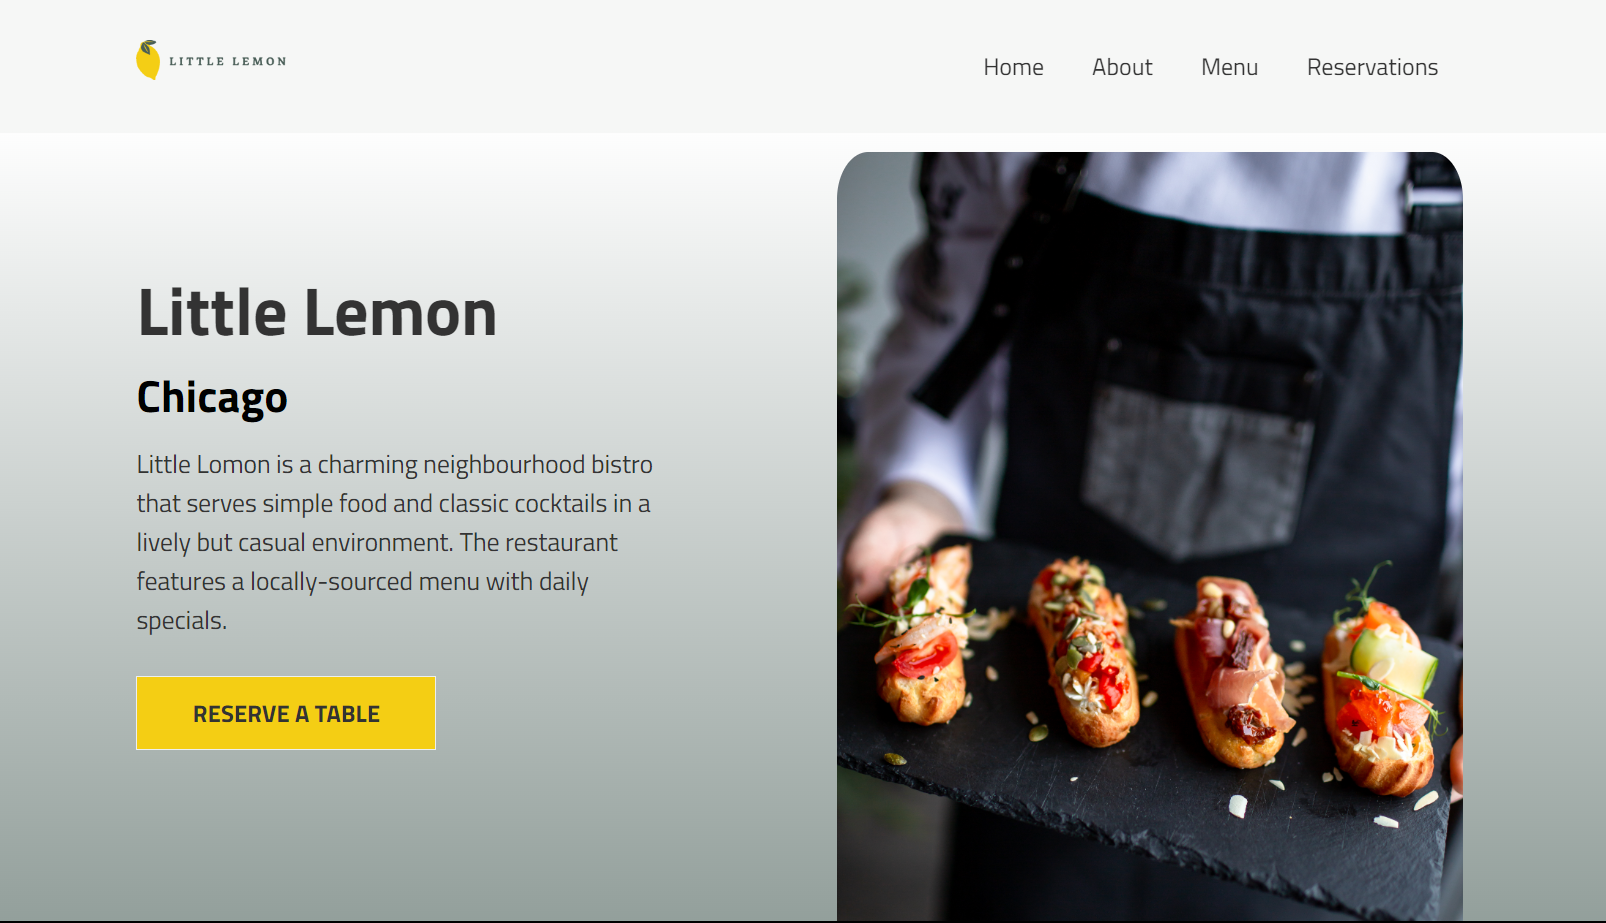 LITTLE LEMON
Home About Menu Reservations
Little Lemon
Chicago
Little Lomon is a charming neighbourhood bistro
that serves simple food and classic cocktails in a
lively but casual environment. The restaurant
features a locally-sourced menu with daily
specials.
RESERVE A TABLE